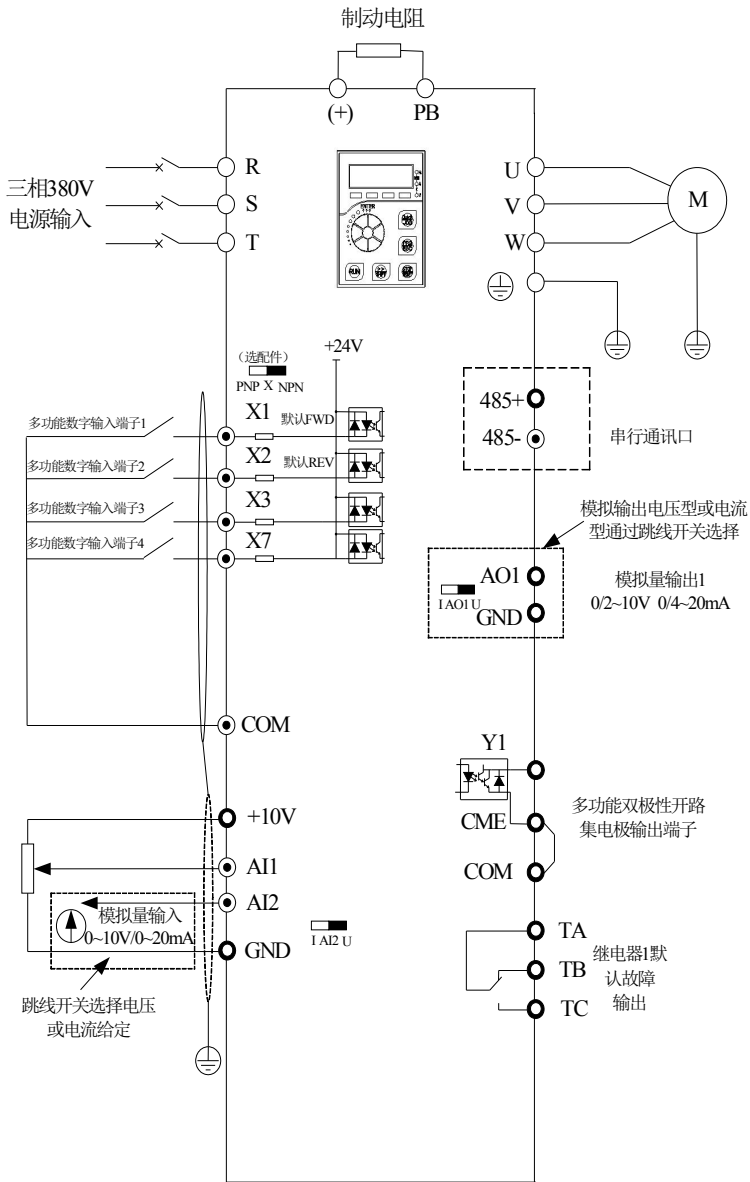 制动电阻
(+)
PB
R
三相380V
S
电源输入
T
U
V
M
W
ENTER
RUN
+24V
(选配件)
PNP X NPN
多功能数字输入端子1
X1
默认FWD
多功能数字输入端子2
X2
默认REV
多功能数字输入端子3
X3
多功能数字输入端子4
X7
485+
485-
串行通讯口
模拟输出电压型或电流
型通过跳线开关选择
AO1
I AO1 U
GND
模拟量输出1
0/2~10V 0/4~20mA
COM
Y1
CME
多功能双极性开路
集电极输出端子
COM
+10V
AI1
AI2
模拟量输入
0~10V/0~20mA
GND
I AI2 U
跳线开关选择电压
或电流给定
TA
TB
TC
继电器1默
认故障
输出